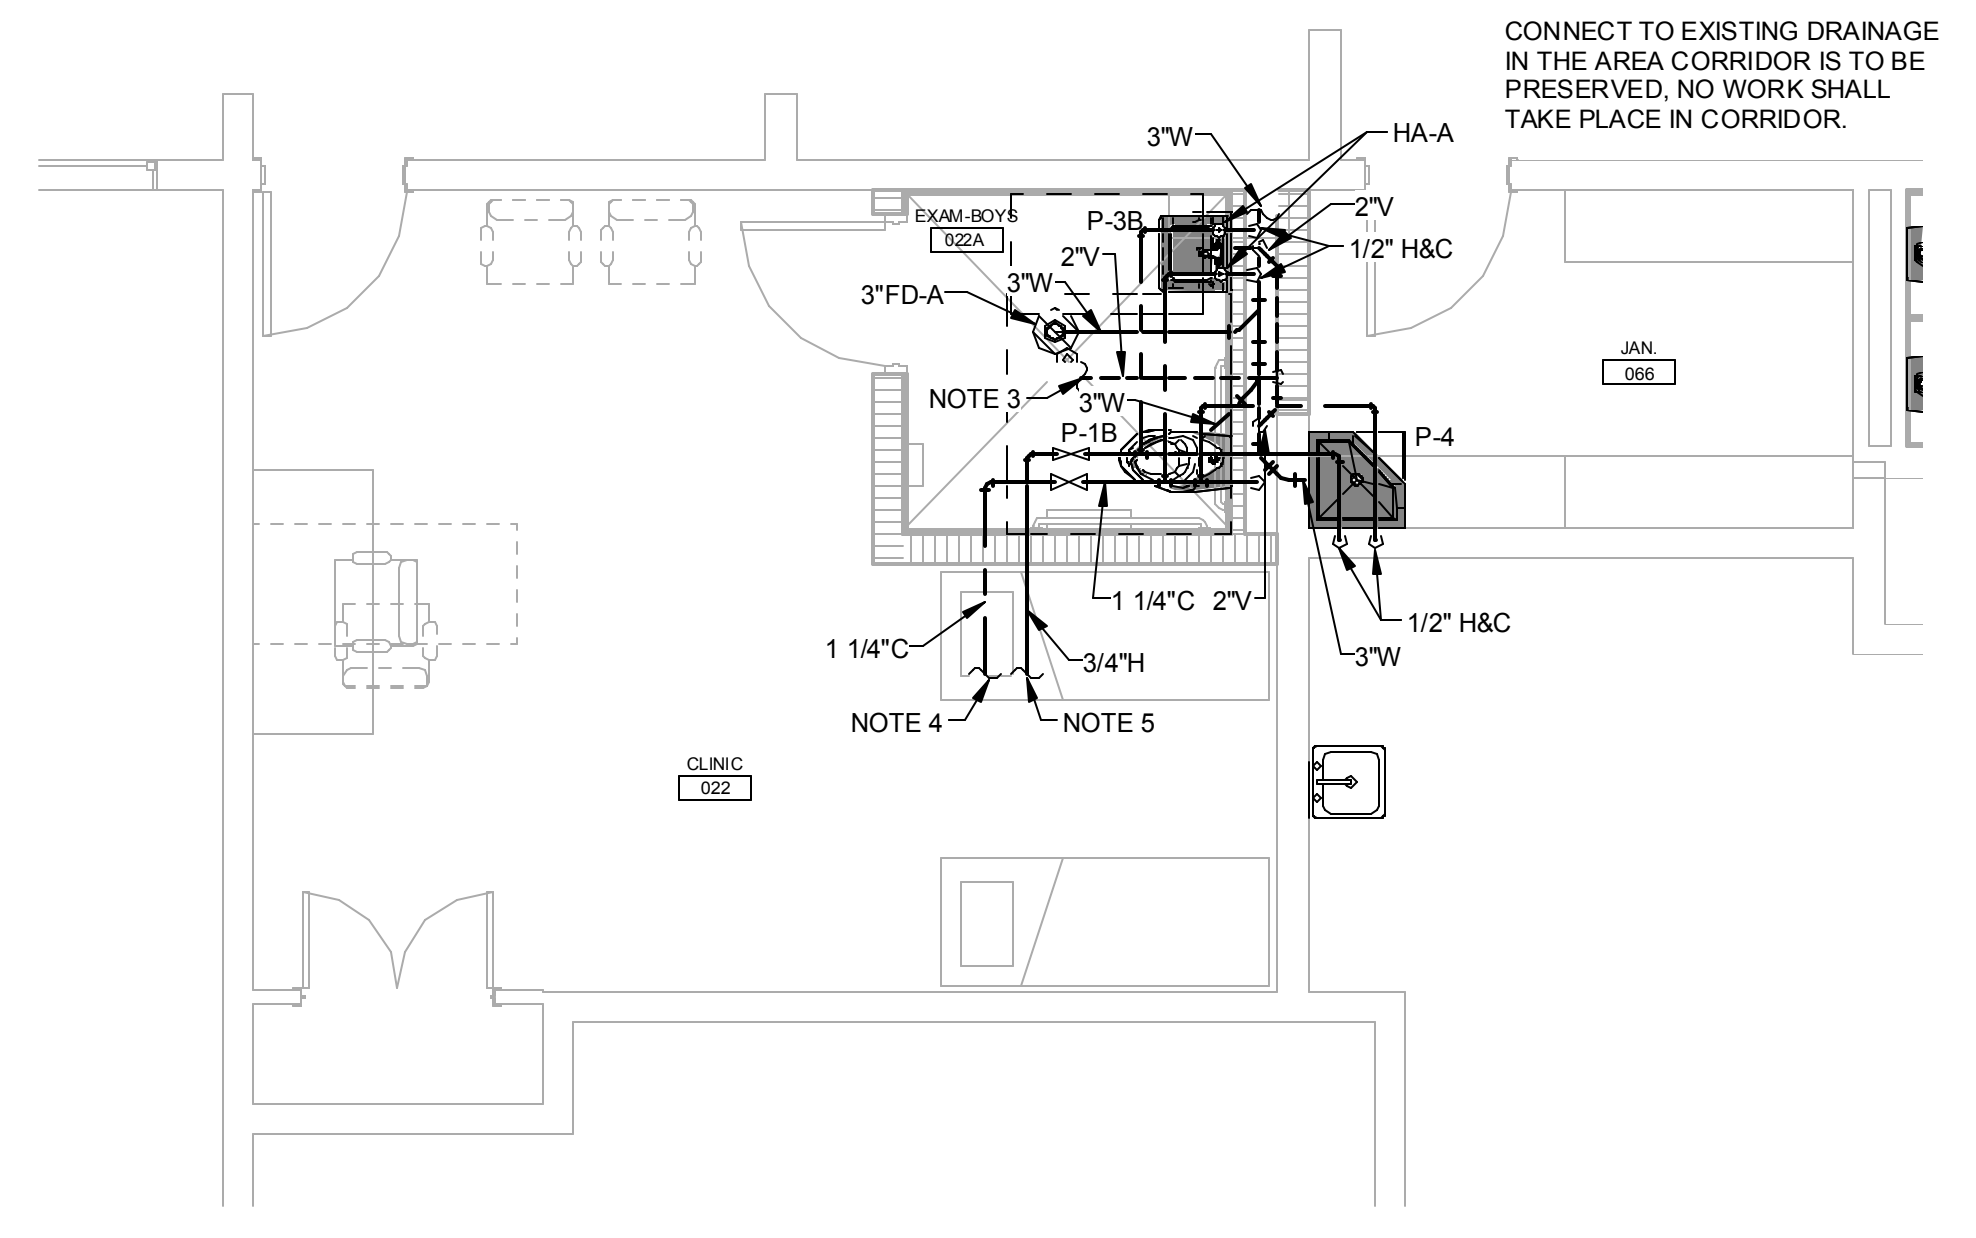 CONNECT TO EXISTING DRAINAGE
IN THE AREA CORRIDOR IS TO BE
PRESERVED, NO WORK SHALL
TAKE PLACE IN CORRIDOR.
3"W
HA-A
EXAM-BOYS
022A
P-3B
2"V
1/2" H&C
2"V
3"W
3"FD-A
NOTE 3
3"W
P-1B
P-4
JAN.
066
1 1/4"C
2"V
1/2" H&C
1 1/4"C
3/4"H
3"W
NOTE 4
NOTE 5
CLINIC
022